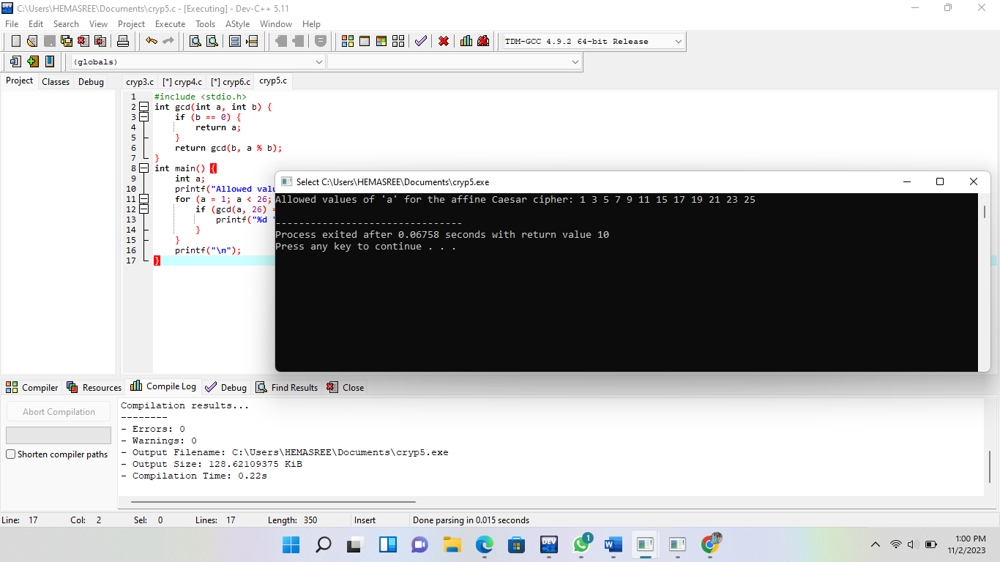 C:\Users\HEMASREE\Documents\cryp5.c - [Executing] - Dev-C++ 5.11
File Edit Search View Project Execute Tools AStyle Window Help
TDM-GCC 4.9.2 64-bit Release
(globals)
Project Classes Debug
cryp3.c [*] cryp4.c [*] cryp6.c cryp5.c
1 #include <stdio.h>
2 int gcd(int a, int b) {
3 if (b == 0) {
4 return a;
5 }
6 return gcd(b, a % b);
7 }
8 int main() {
9 int a;
10 printf("Allowed valu
11 for (a = 1; a < 26;
12 if (gcd(a, 26) =
13 printf("%d "
14 }
15 }
16 printf("\n");
17 }
Select C:\Users\HEMASREE\Documents\cryp5.exe
Allowed values of 'a' for the affine Caesar cipher: 1 3 5 7 9 11 15 17 19 21 23 25
--------------------------------
Process exited after 0.06758 seconds with return value 10
Press any key to continue . . .
Compiler Resources Compile Log Debug Find Results Close
Abort Compilation
Shorten compiler paths
Compilation results...
--------
- Errors: 0
- Warnings: 0
- Output Filename: C:\Users\HEMASREE\Documents\cryp5.exe
- Output Size: 128.62109375 KiB
- Compilation Time: 0.22s
Line: 17 Col: 2 Sel: 0 Lines: 17 Length: 350 Insert Done parsing in 0.015 seconds
DEV
1
W
1:00 PM
11/2/2023